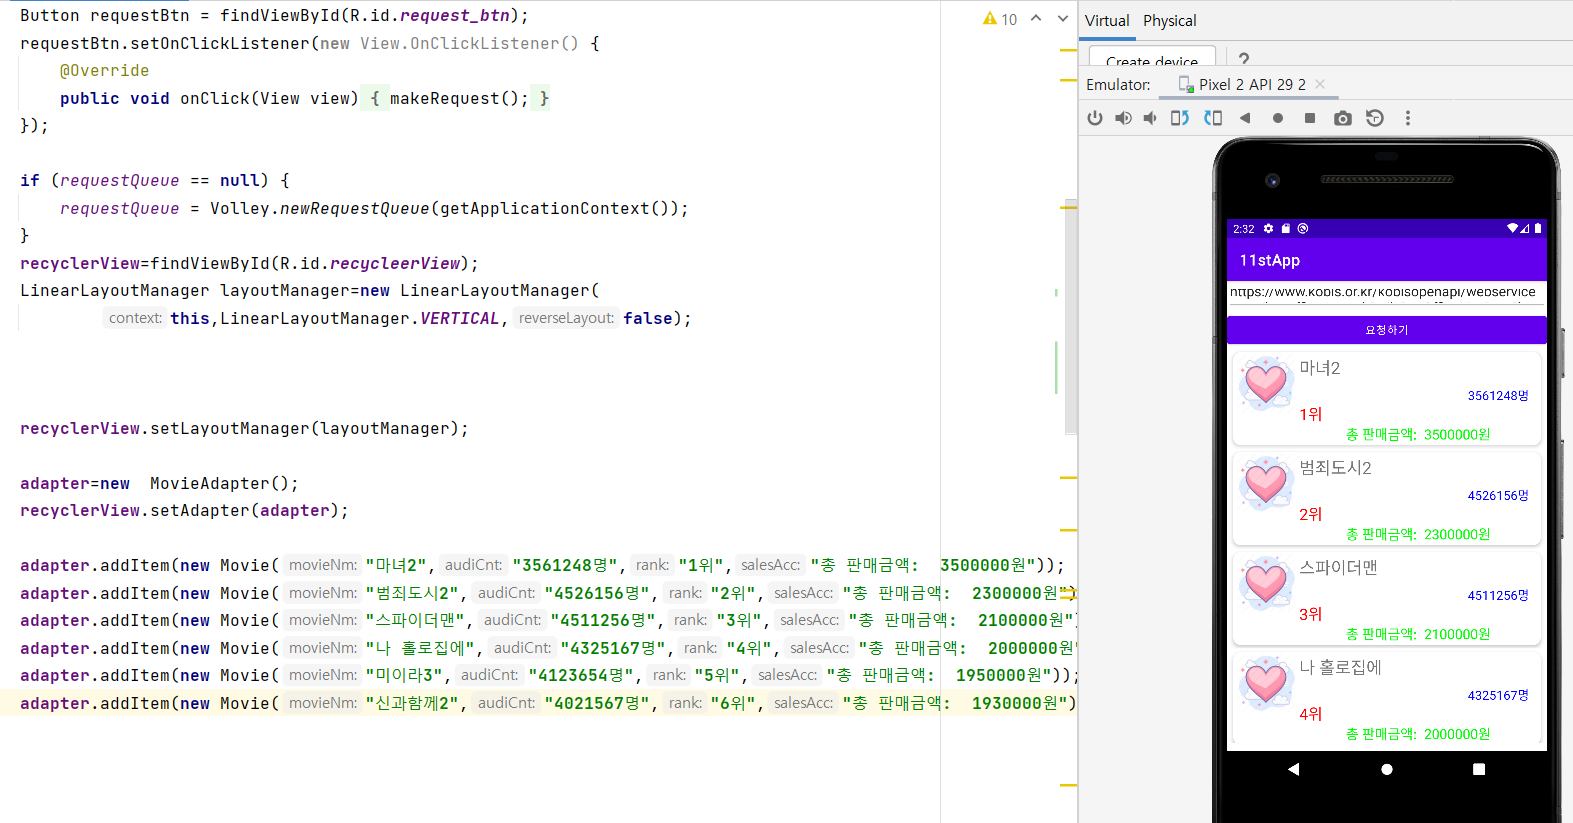 Button requestBtn = findViewById(R.id.request_btn);
requestBtn.setOnClickListener(new View.OnClickListener() {
@Override
public void onClick(View view) { makeRequest(); }
});
if (requestQueue == null) {
requestQueue = Volley.newRequestQueue(getApplicationContext());
}
recyclerView=findViewById(R.id.recycleerView);
LinearLayoutManager layoutManager=new LinearLayoutManager(
context: this,LinearLayoutManager.VERTICAL, reverseLayout: false);
recyclerView.setLayoutManager(layoutManager);
adapter=new  MovieAdapter();
recyclerView.setAdapter(adapter);
adapter.addItem(new Movie( movieNm: "마녀2", audiCnt: "3561248명", rank: "1위", salesAcc: "총 판매금액:  3500000원"));
adapter.addItem(new Movie( movieNm: "범죄도시2", audiCnt: "4526156명", rank: "2위", salesAcc: "총 판매금액:  2300000원")
adapter.addItem(new Movie( movieNm: "스파이더맨", audiCnt: "4511256명", rank: "3위", salesAcc: "총 판매금액:  2100000원")
adapter.addItem(new Movie( movieNm: "나 홀로집에", audiCnt: "4325167명", rank: "4위", salesAcc: "총 판매금액:  2000000원"
adapter.addItem(new Movie( movieNm: "미이라3", audiCnt: "4123654명", rank: "5위", salesAcc: "총 판매금액:  1950000원"));
adapter.addItem(new Movie( movieNm: "신과함께2", audiCnt: "4021567명", rank: "6위", salesAcc: "총 판매금액:  1930000원")
10
Virtual Physical
Create device ?
Emulator: Pixel 2 API 29 2
2:32
11stApp
https://www.kobis.or.kr/kobisopenapi/webservice
요청하기
마녀2
3561248명
1위
총 판매금액:  3500000원
범죄도시2
4526156명
2위
총 판매금액:  2300000원
스파이더맨
4511256명
3위
총 판매금액:  2100000원
나 홀로집에
4325167명
4위
총 판매금액:  2000000원